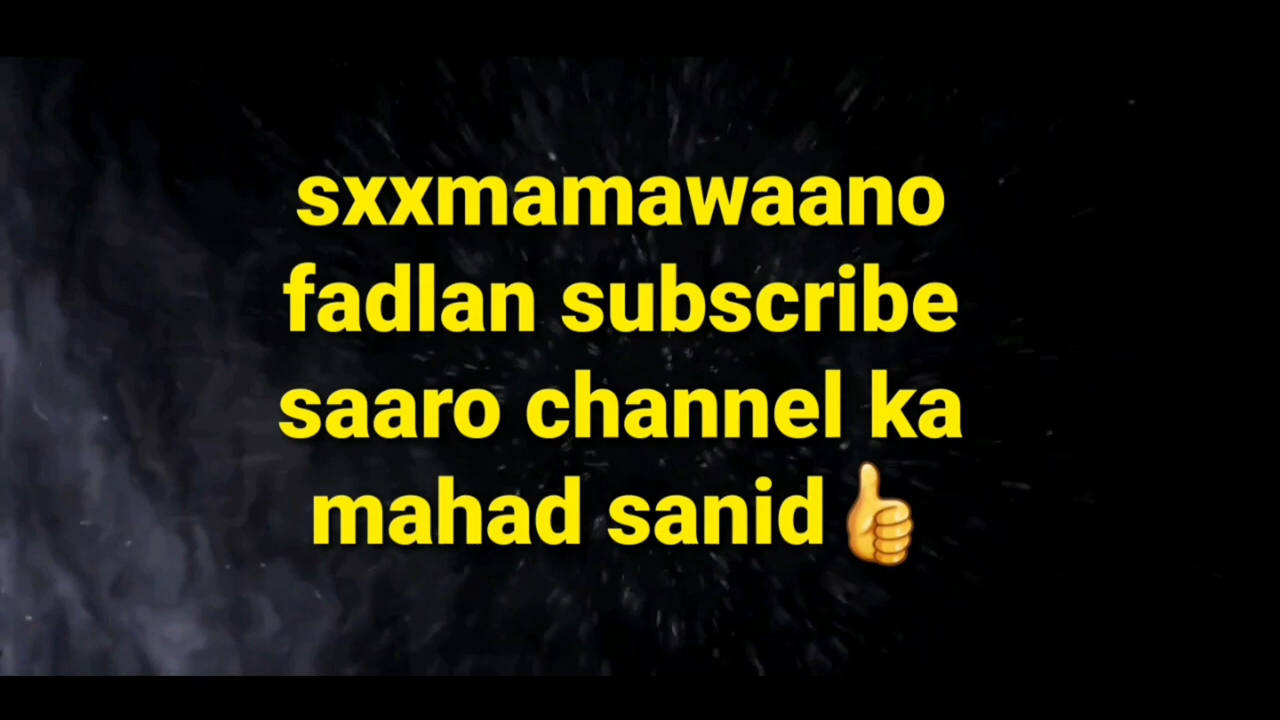 sxxmamawaano
fadlan subscribe
saaro channel ka
mahad sanid👍